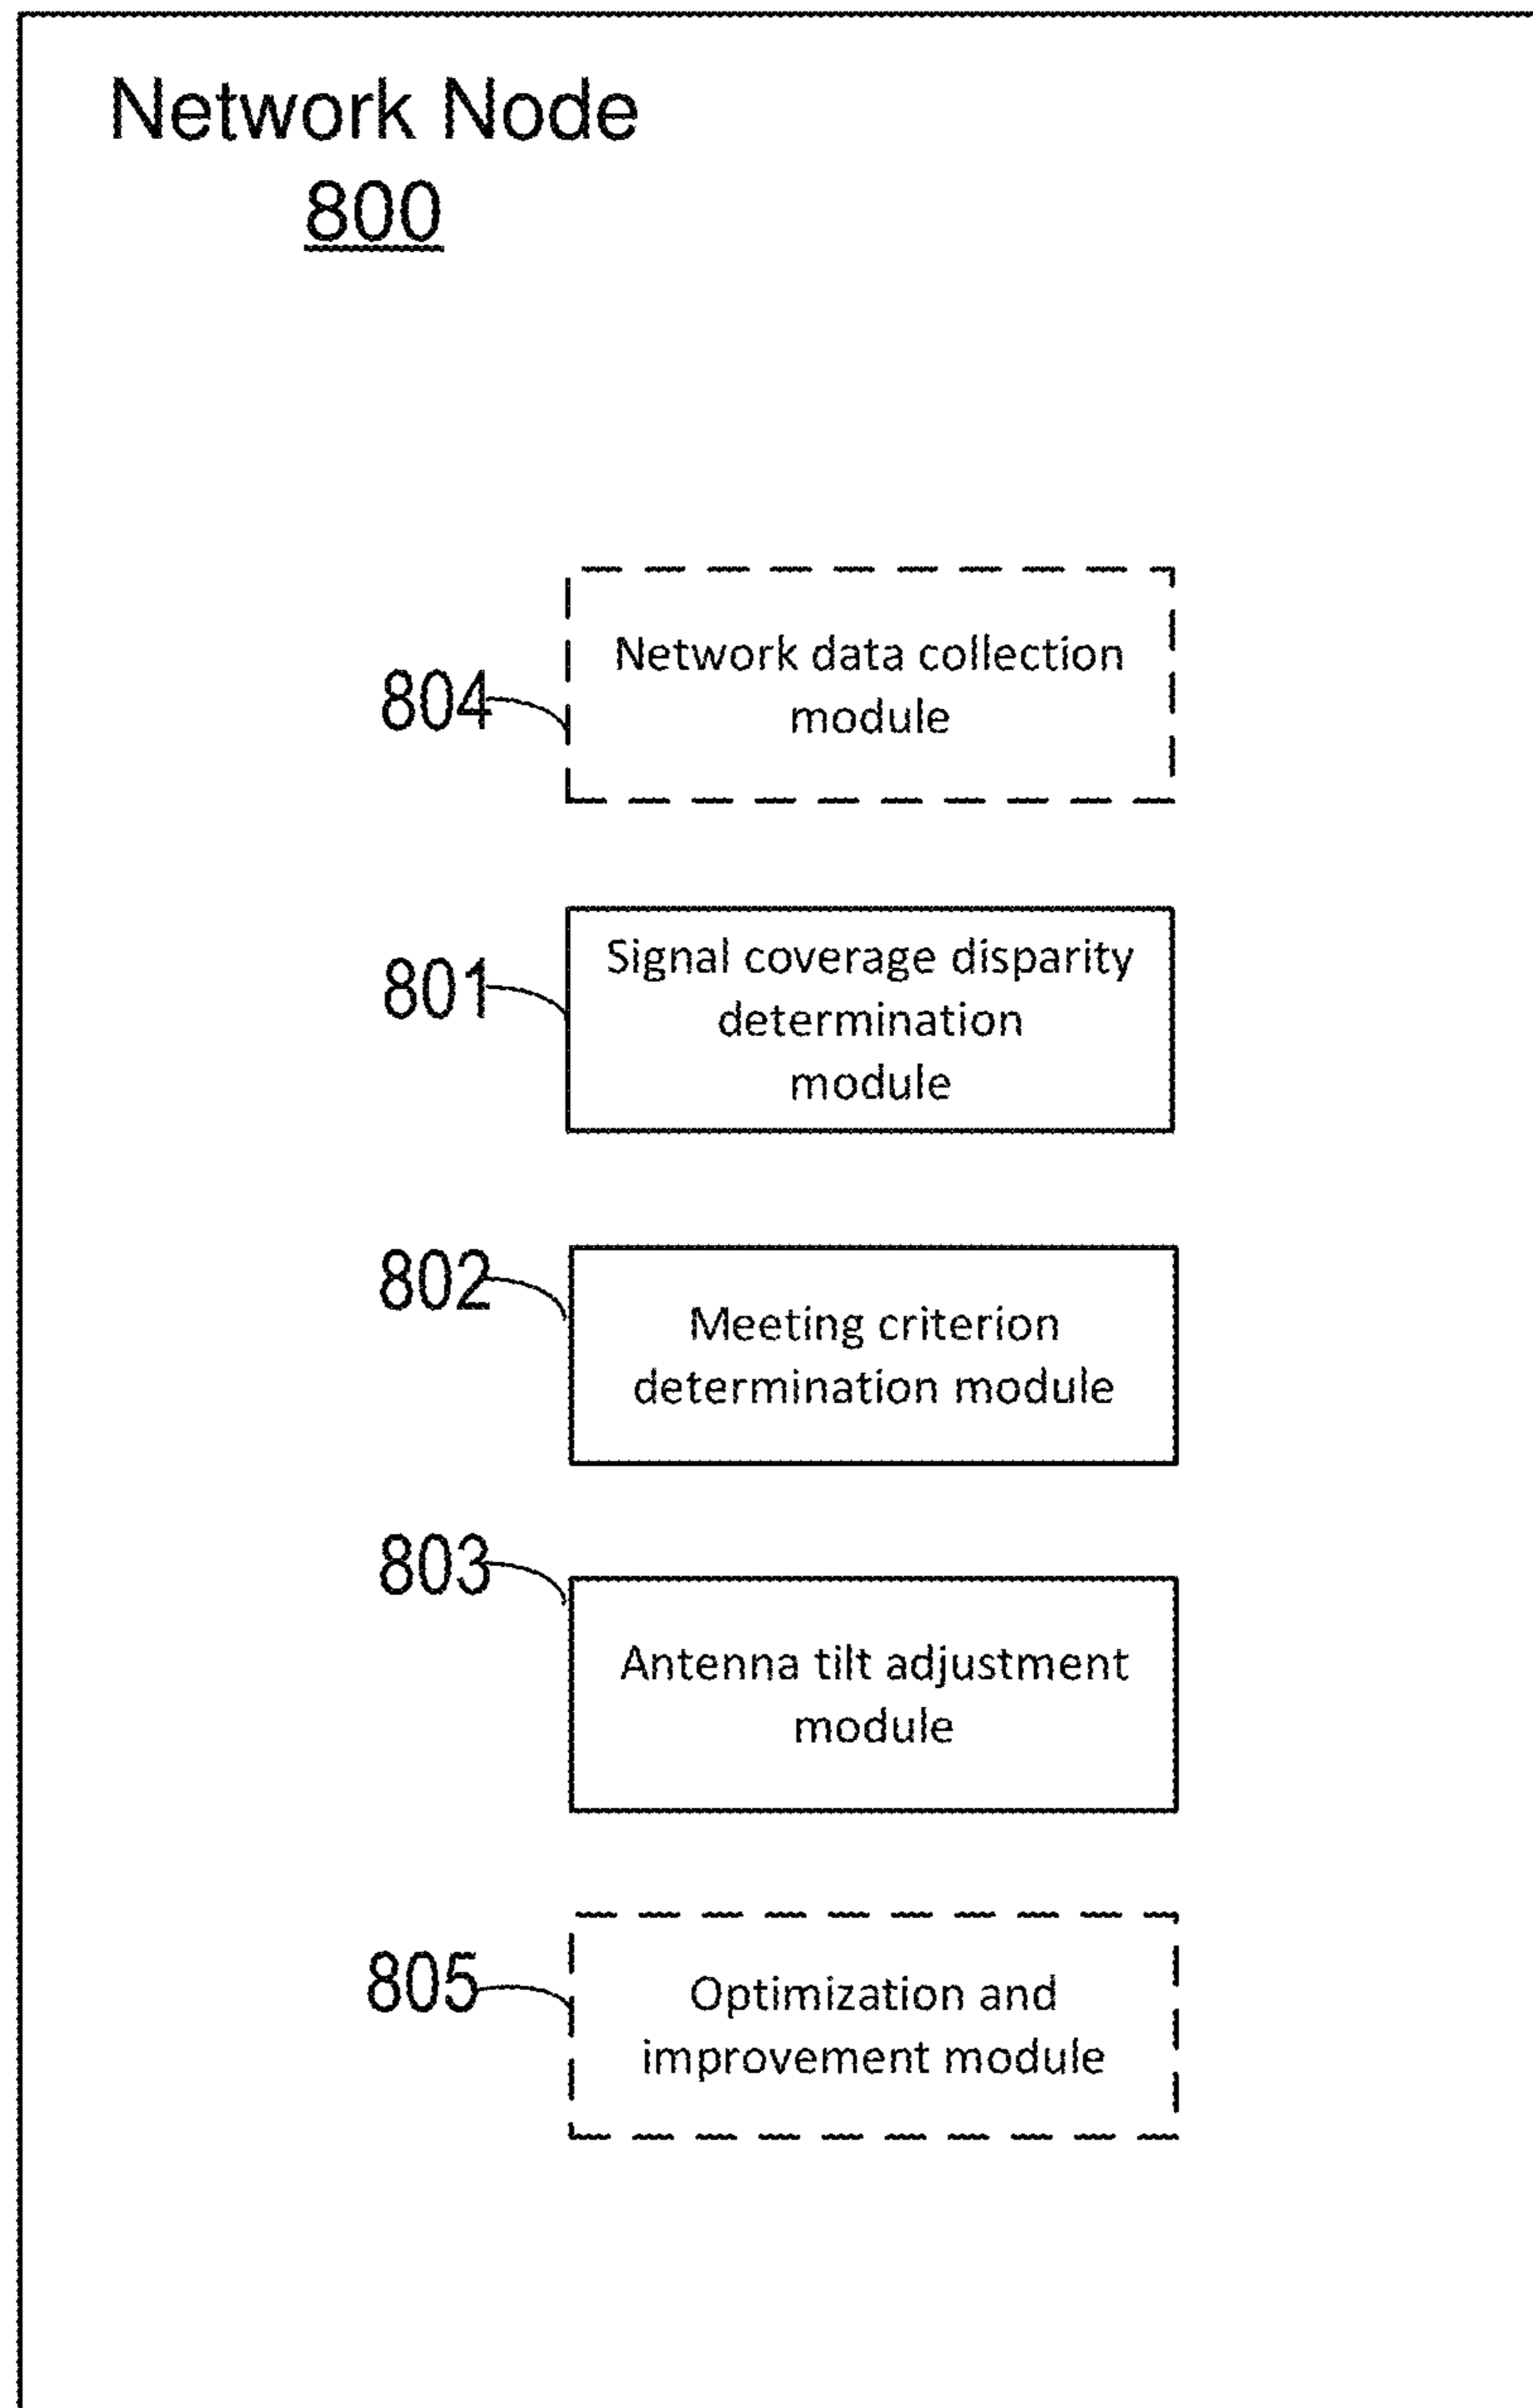 Network Node
800
804
Network data collection
module
801
Signal coverage disparity
determination
module
802
Meeting criterion
determination module
803
Antenna tilt adjustment
module
805
Optimization and
improvement module